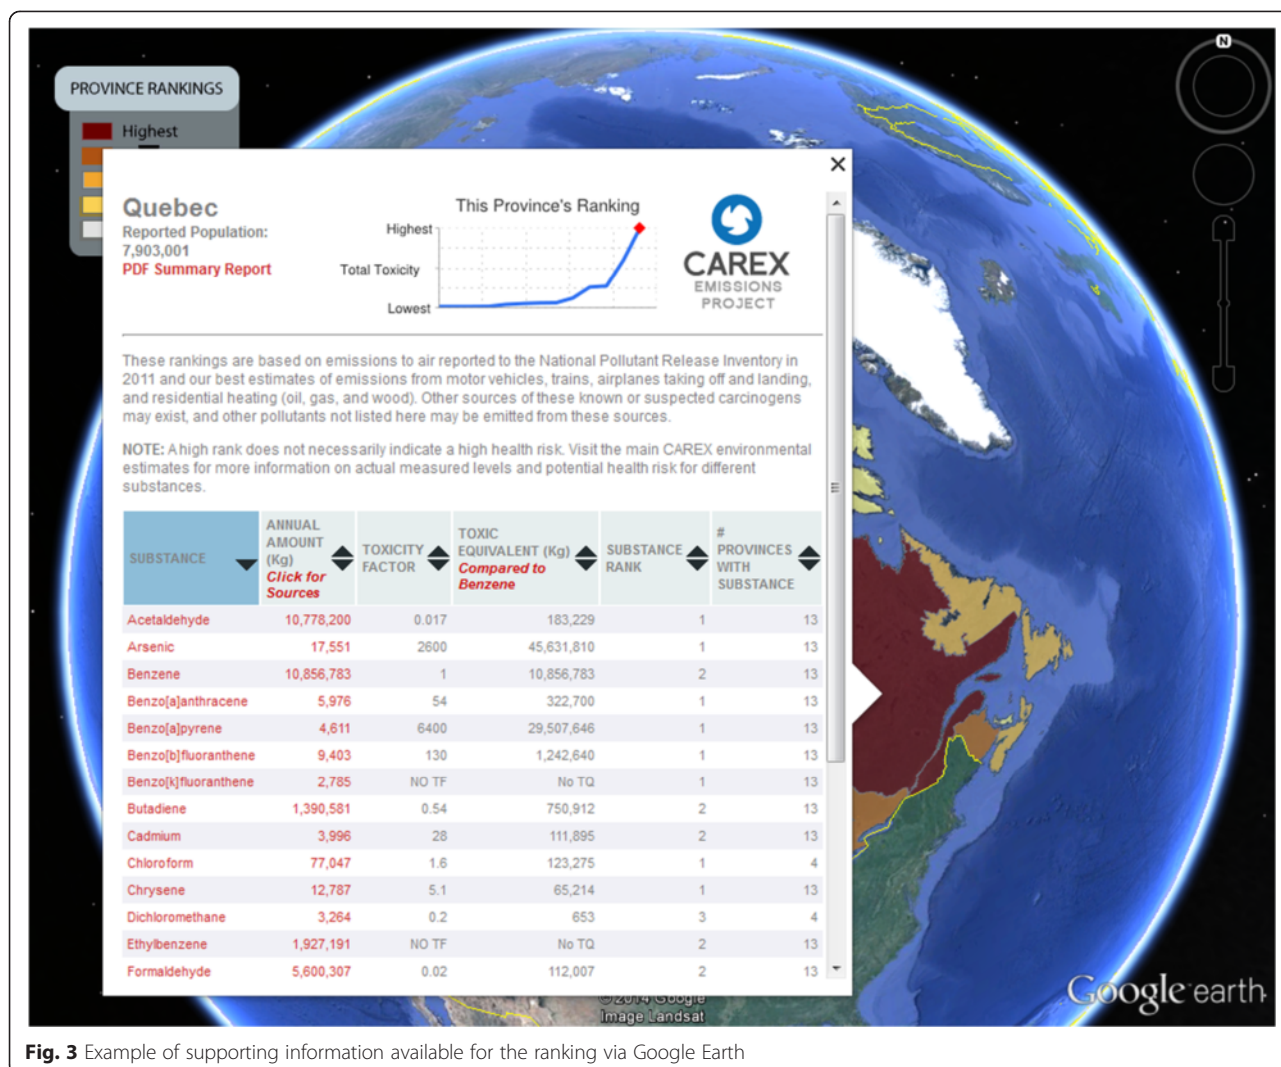 N
PROVINCE RANKINGS
Highest
Quebec
Reported Population:
7,903,001
PDF Summary Report
This Province's Ranking
Highest
Total Toxicity
Lowest
CAREX
EMISSIONS
PROJECT
These rankings are based on emissions to air reported to the National Pollutant Release Inventory in
2011 and our best estimates of emissions from motor vehicles, trains, airplanes taking off and landing,
and residential heating (oil, gas, and wood). Other sources of these known or suspected carcinogens
may exist, and other pollutants not listed here may be emitted from these sources.
NOTE: A high rank does not necessarily indicate a high health risk. Visit the main CAREX environmental
estimates for more information on actual measured levels and potential health risk for different
substances.
SUBSTANCE
ANNUAL
AMOUNT
(Kg)
Click for
Sources
TOXICITY
FACTOR
TOXIC
EQUIVALENT (Kg)
Compared to
Benzene
SUBSTANCE
RANK
#
PROVINCES
WITH
SUBSTANCE
Acetaldehyde 10,778,200 0.017 183,229 1 13
Arsenic 17,551 2600 45,631,810 1 13
Benzene 10,856,783 1 10,856,783 2 13
Benzo[a]anthracene 5,976 54 322,700 1 13
Benzo[a]pyrene 4,611 6400 29,507,646 1 13
Benzo[b]fluoranthene 9,403 130 1,242,640 1 13
Benzo[k]fluoranthene 2,785 NO TF No TQ 1 13
Butadiene 1,390,581 0.54 750,912 2 13
Cadmium 3,996 28 111,895 2 13
Chloroform 77,047 1.6 123,275 1 4
Chrysene 12,787 5.1 65,214 1 13
Dichloromethane 3,264 0.2 653 3 4
Ethylbenzene 1,927,191 NO TF No TQ 2 13
Formaldehyde 5,600,307 0.02 112,007 2 13
© 2014 Google
Image Landsat
Google earth
Fig. 3 Example of supporting information available for the ranking via Google Earth